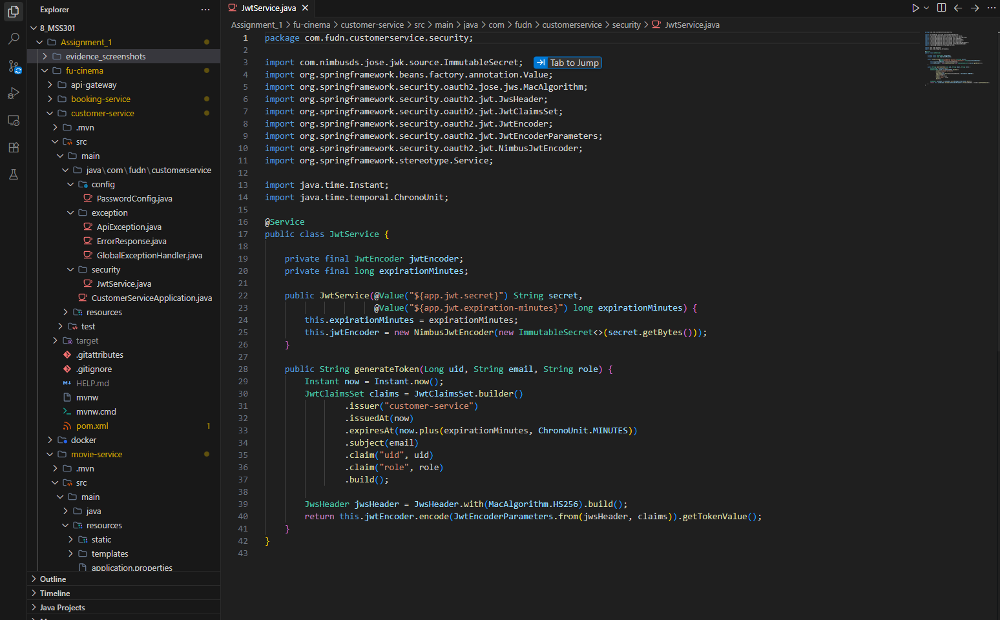 Explorer
JwtService.java
Assignment_1 > fu-cinema > customer-service > src > main > java > com > fudn > customerservice > security > JwtService.java
8_MSS301
Assignment_1
evidence_screenshots
fu-cinema
api-gateway
booking-service
customer-service
.mvn
src
main
java\com\fudn\customerservice
config
PasswordConfig.java
exception
ApiException.java
ErrorResponse.java
GlobalExceptionHandler.java
security
JwtService.java
CustomerServiceApplication.java
resources
test
target
.gitattributes
.gitignore
HELP.md
mvnw
mvnw.cmd
pom.xml 1
docker
movie-service
.mvn
src
main
java
resources
static
templates
application.properties
Outline
Timeline
Java Projects
1 package com.fudn.customerservice.security;
2
3 import com.nimbusds.jose.jwk.source.ImmutableSecret; Tab to Jump
4 import org.springframework.beans.factory.annotation.Value;
5 import org.springframework.security.oauth2.jose.jws.MacAlgorithm;
6 import org.springframework.security.oauth2.jwt.JwsHeader;
7 import org.springframework.security.oauth2.jwt.JwtClaimsSet;
8 import org.springframework.security.oauth2.jwt.JwtEncoder;
9 import org.springframework.security.oauth2.jwt.JwtEncoderParameters;
10 import org.springframework.security.oauth2.jwt.NimbusJwtEncoder;
11 import org.springframework.stereotype.Service;
12
13 import java.time.Instant;
14 import java.time.temporal.ChronoUnit;
15
16 @Service
17 public class JwtService {
18
19 private final JwtEncoder jwtEncoder;
20 private final long expirationMinutes;
21
22 public JwtService(@Value("${app.jwt.secret}") String secret,
23 @Value("${app.jwt.expiration-minutes}") long expirationMinutes) {
24 this.expirationMinutes = expirationMinutes;
25 this.jwtEncoder = new NimbusJwtEncoder(new ImmutableSecret<>(secret.getBytes()));
26 }
27
28 public String generateToken(Long uid, String email, String role) {
29 Instant now = Instant.now();
30 JwtClaimsSet claims = JwtClaimsSet.builder()
31 .issuer("customer-service")
32 .issuedAt(now)
33 .expiresAt(now.plus(expirationMinutes, ChronoUnit.MINUTES))
34 .subject(email)
35 .claim("uid", uid)
36 .claim("role", role)
37 .build();
38
39 JwsHeader jwsHeader = JwsHeader.with(MacAlgorithm.HS256).build();
40 return this.jwtEncoder.encode(JwtEncoderParameters.from(jwsHeader, claims)).getTokenValue();
41 }
42 }
43